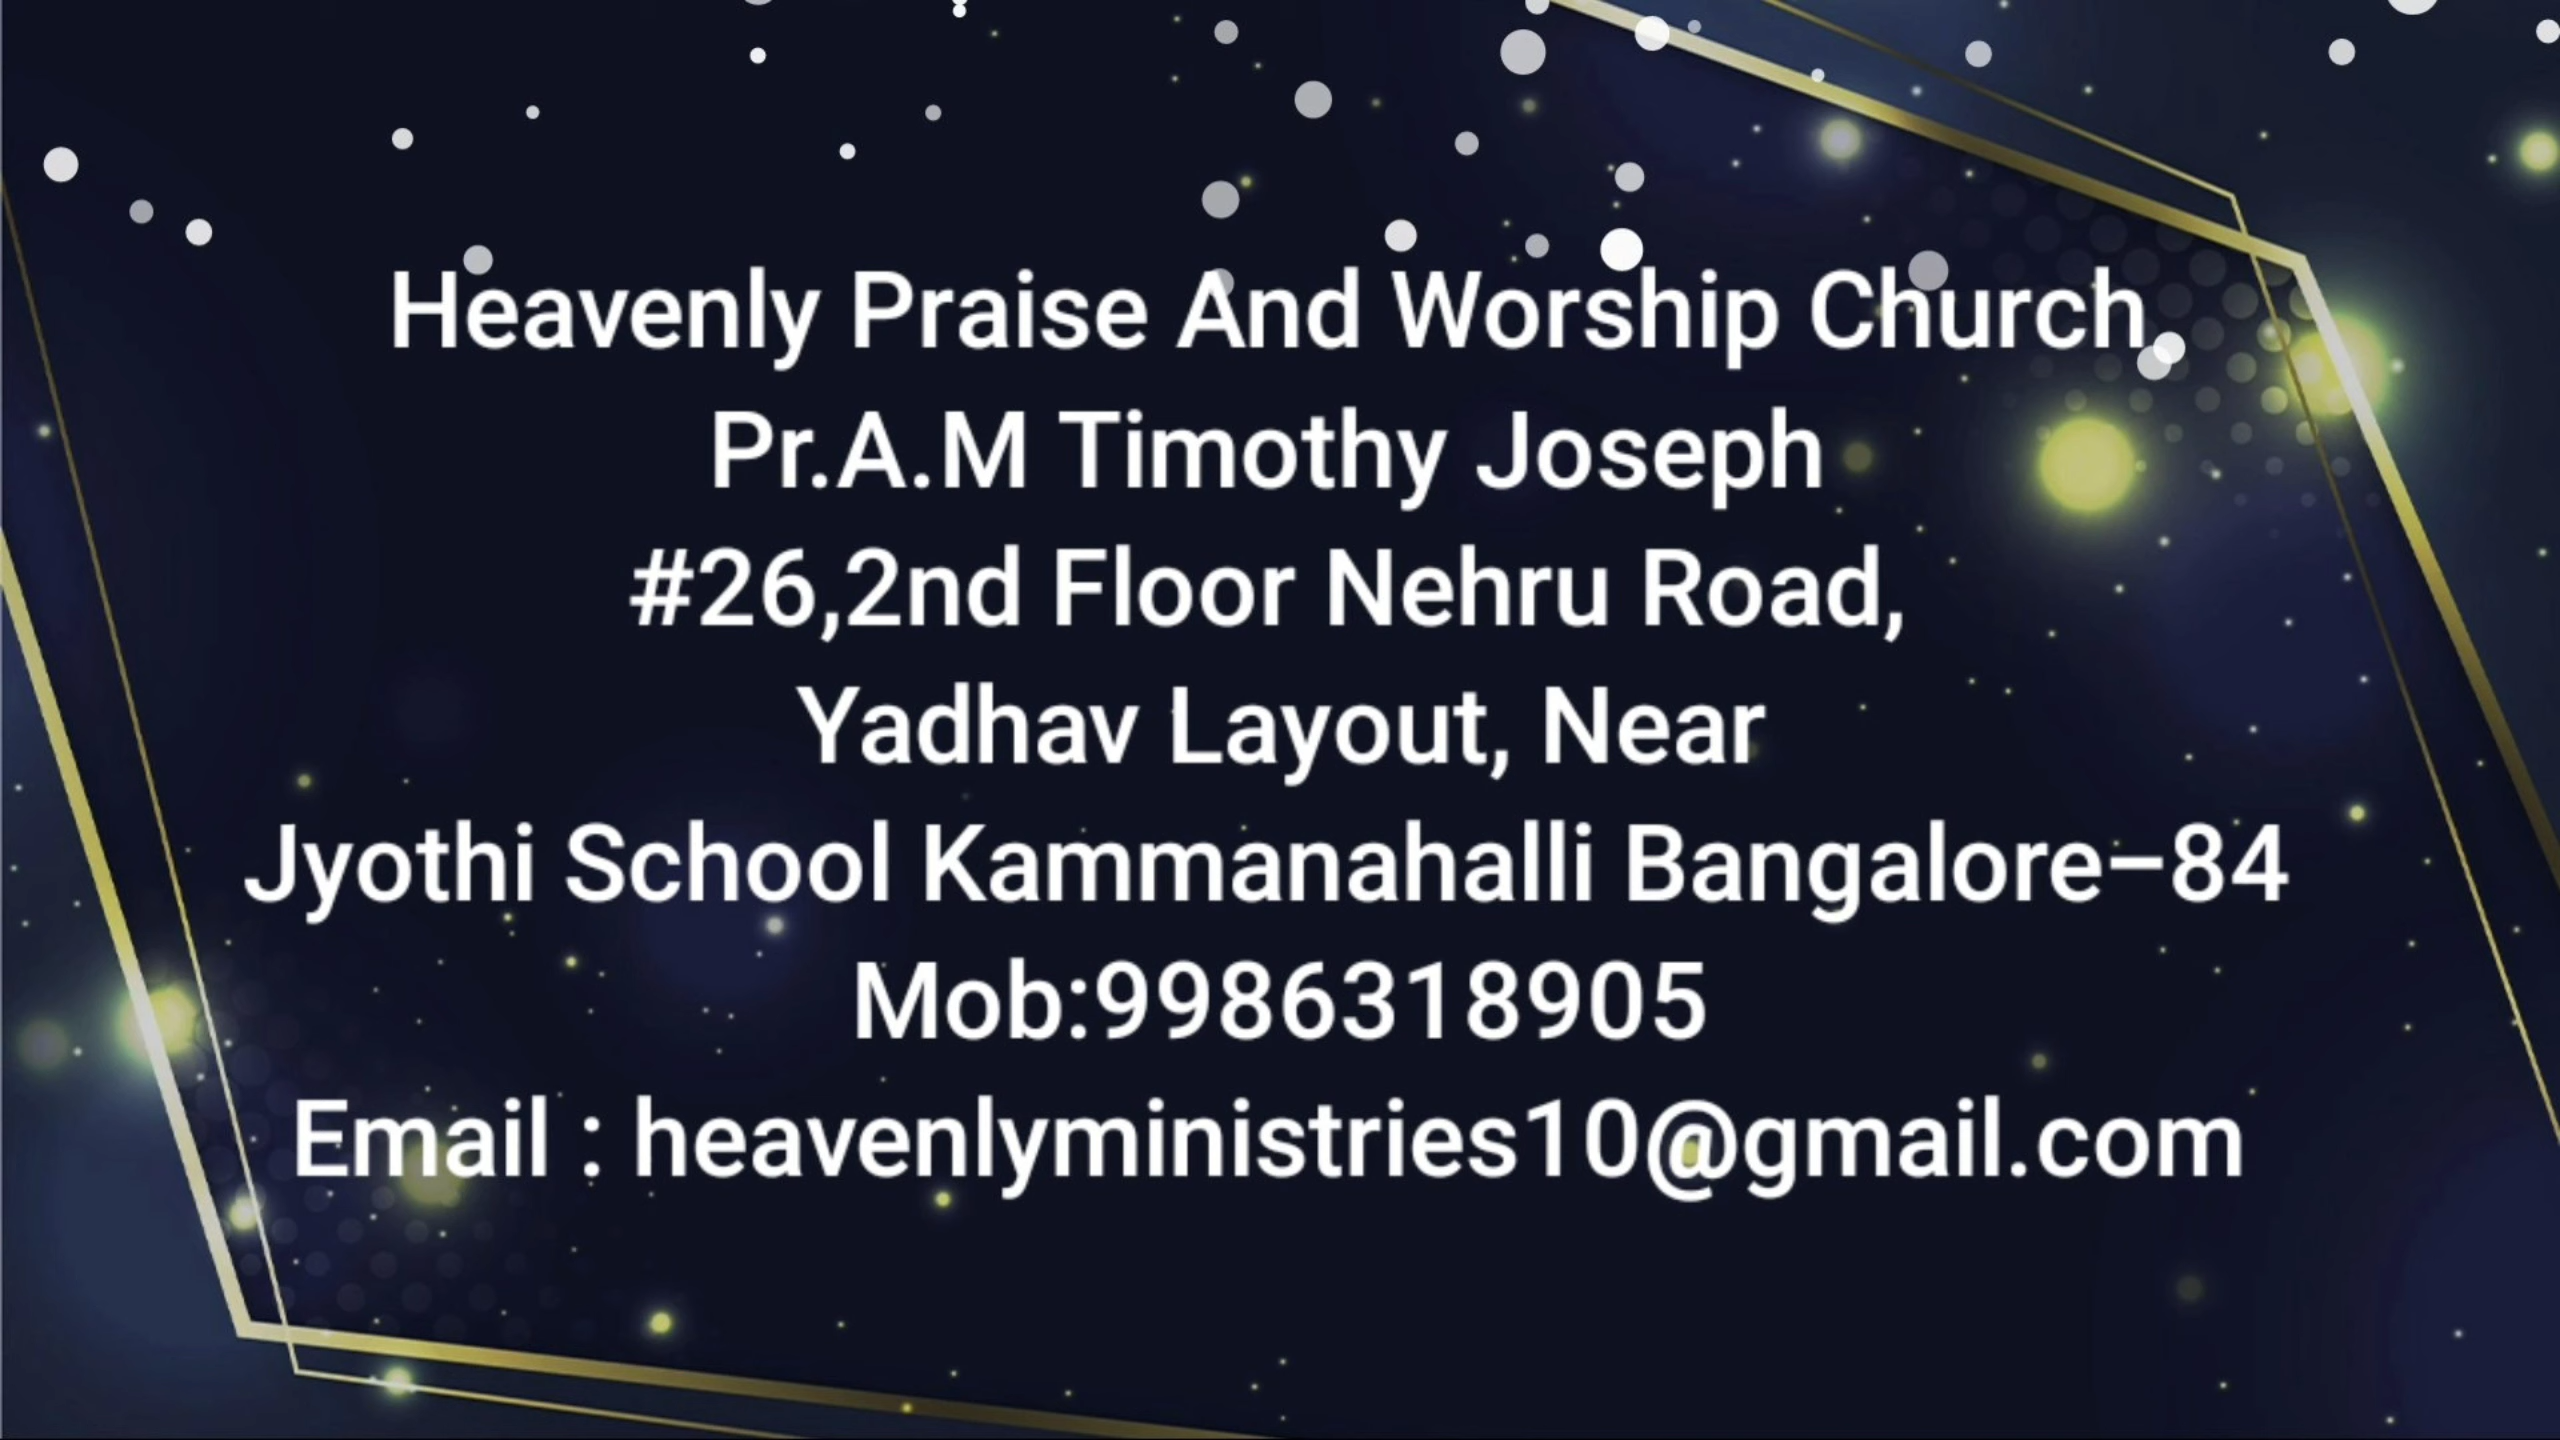 Heavenly Praise And Worship Church,
Pr.A.M Timothy Joseph
#26,2nd Floor Nehru Road,
Yadhav Layout, Near
Jyothi School Kammanahalli Bangalore–84
Mob:9986318905
Email : heavenlyministries10@gmail.com